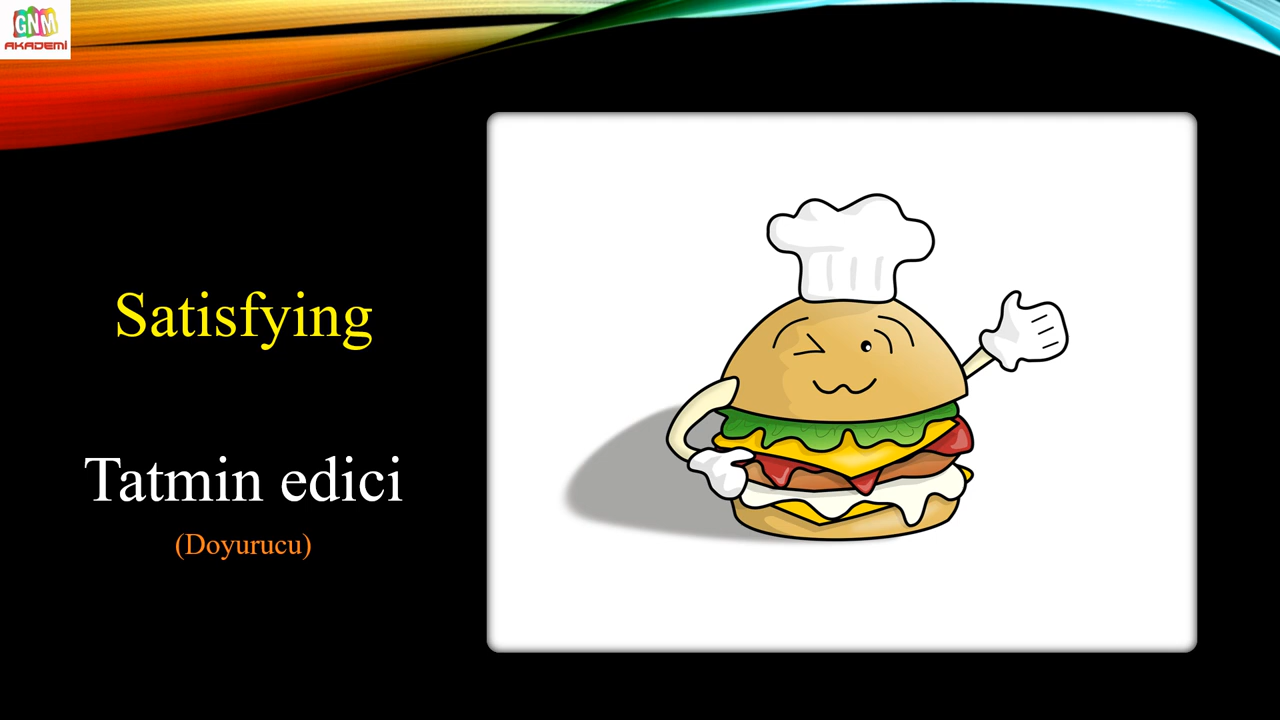 GNM
AKADEMİ
Satisfying
Tatmin edici
(Doyurucu)